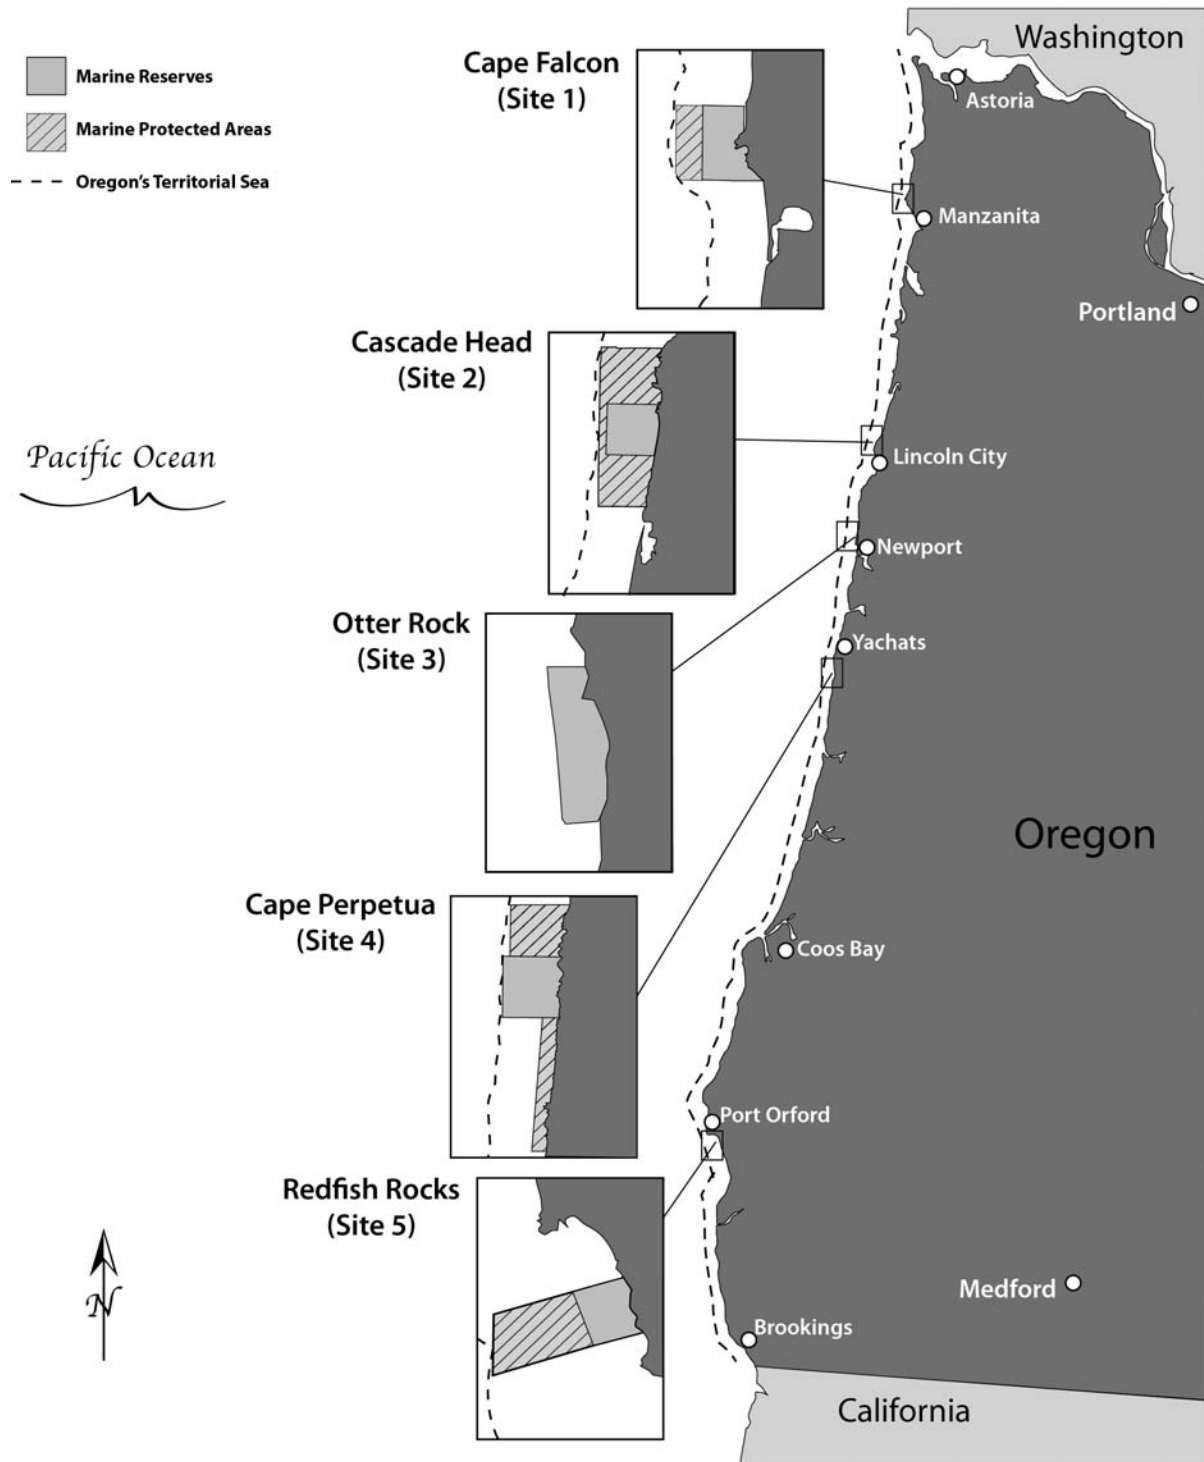 Washington
Marine Reserves
Marine Protected Areas
Oregon's Territorial Sea
Cape Falcon
(Site 1)
Astoria
Manzanita
Portland
Cascade Head
(Site 2)
Pacific Ocean
Lincoln City
Newport
Otter Rock
(Site 3)
Yachats
Oregon
Cape Perpetua
(Site 4)
Coos Bay
Port Orford
Redfish Rocks
(Site 5)
N
Medford
Brookings
California